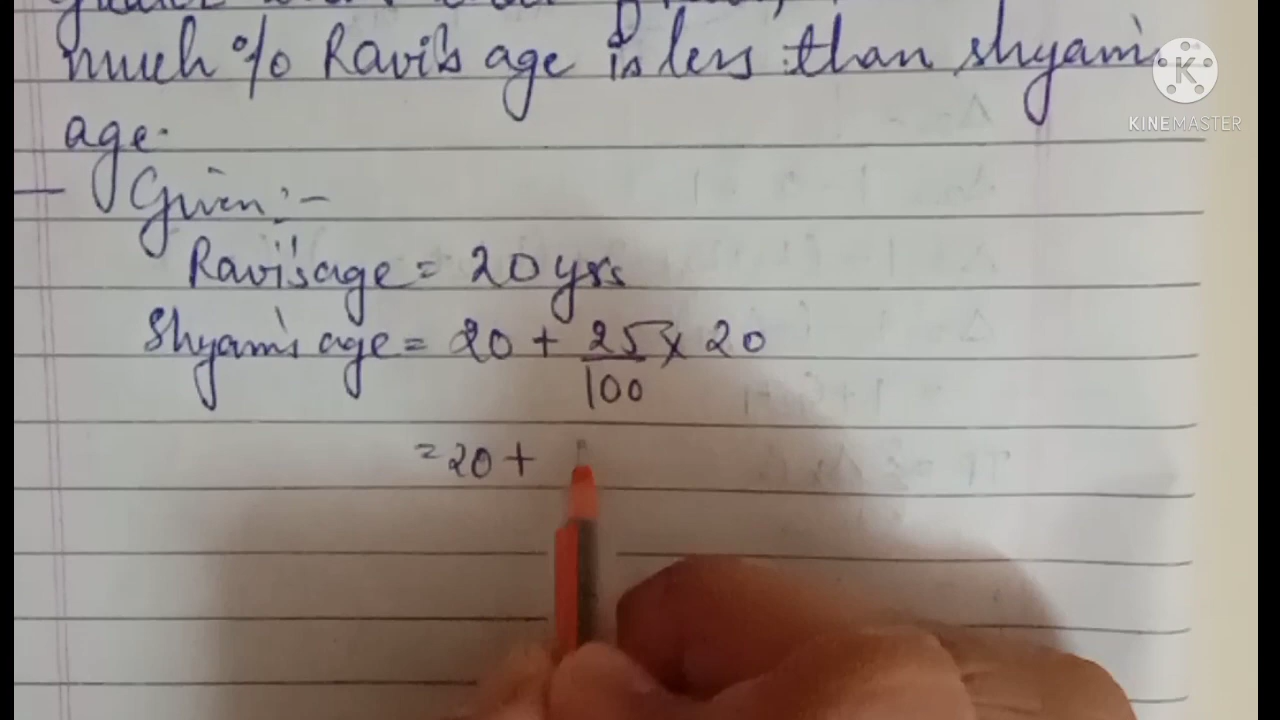 much % Ravi's age is less than shyam's
age.
Given:-
Ravi's age = 20 yrs
Shyam's age = 20 + 25/100 × 20
= 20 +
K
KINEMASTER